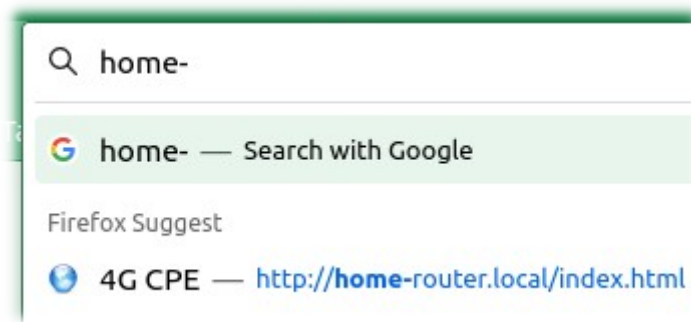 home-
home- — Search with Google
Firefox Suggest
4G CPE — http://home-router.local/index.html